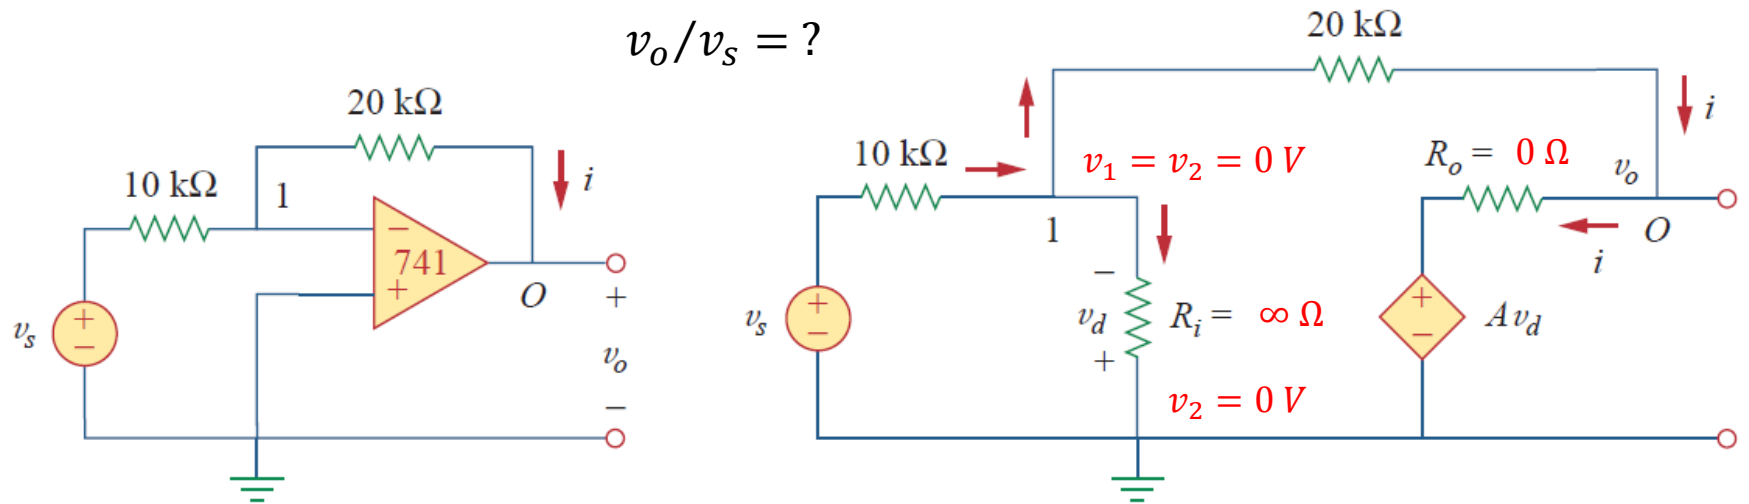 v_o/v_s = ?
20 kΩ
10 kΩ
1
i
−
741
+
O
+
v_s
+
−
v_o
−
20 kΩ
i
10 kΩ
v_1 = v_2 = 0 V
R_o = 0 Ω
v_o
1
O
i
−
v_s
+
−
v_d
R_i = ∞ Ω
+
−
A v_d
+
v_2 = 0 V